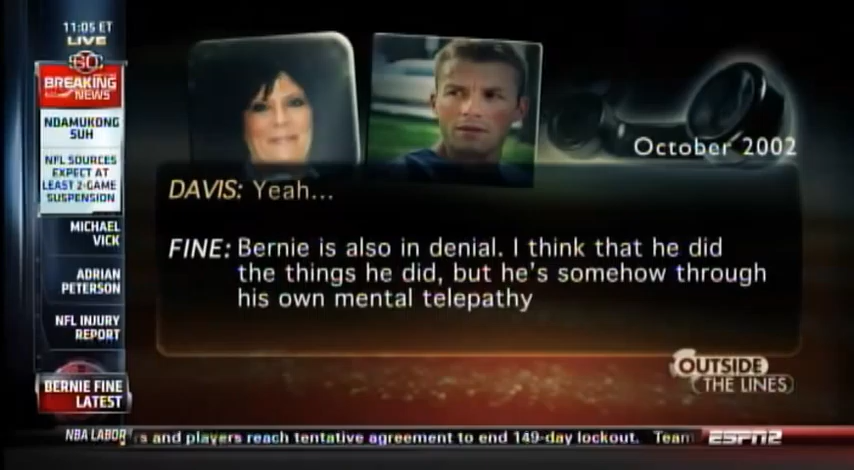 11:05 ET
LIVE
BREAKING
NEWS
NDAMUKONG
SUH
NFL SOURCES
EXPECT AT
LEAST 2-GAME
SUSPENSION
MICHAEL
VICK
ADRIAN
PETERSON
NFL INJURY
REPORT
BERNIE FINE
LATEST
October 2002
DAVIS: Yeah...
FINE: Bernie is also in denial. I think that he did
the things he did, but he's somehow through
his own mental telepathy
OUTSIDE
THE LINES
NBA LABOR
s and players reach tentative agreement to end 149-day lockout. Team
ESPN2